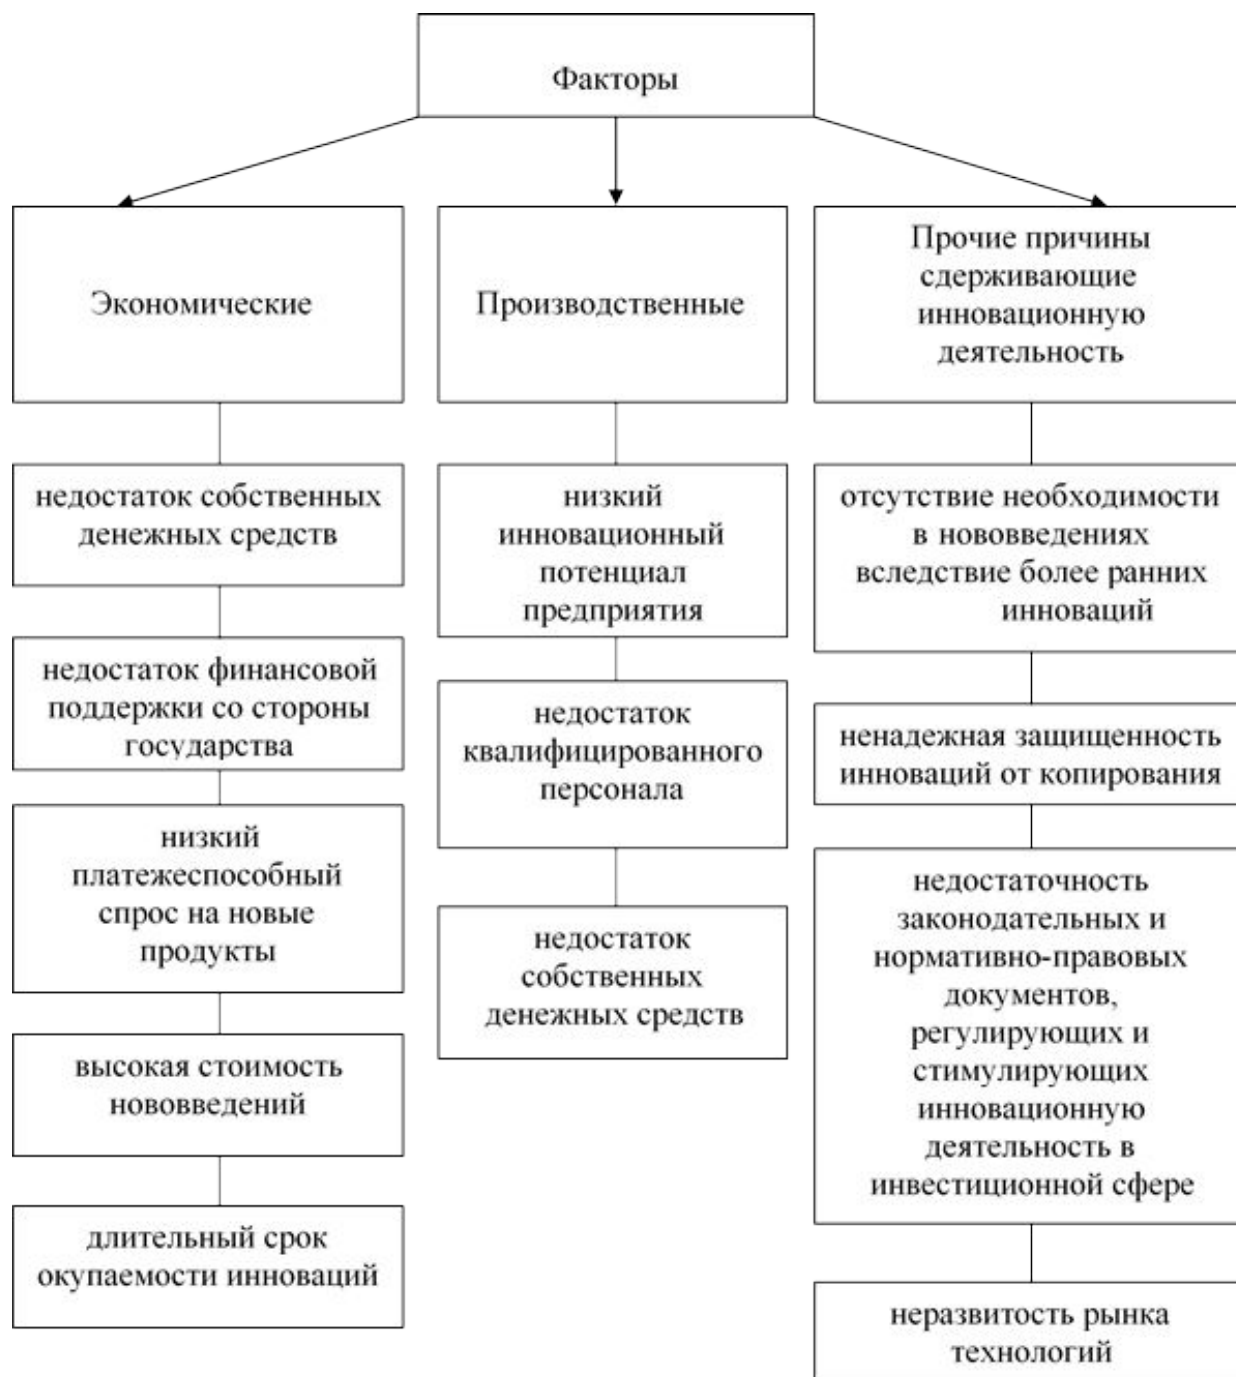 Факторы
Экономические
Производственные
Прочие причины
сдерживающие
инновационную
деятельность
недостаток собственных
денежных средств
недостаток финансовой
поддержки со стороны
государства
низкий
платежеспособный
спрос на новые
продукты
высокая стоимость
нововведений
длительный срок
окупаемости инноваций
низкий
инновационный
потенциал
предприятия
недостаток
квалифицированного
персонала
недостаток
собственных
денежных средств
отсутствие необходимости
в нововведениях
вследствие более ранних
инноваций
ненадежная защищенность
инноваций от копирования
недостаточность
законодательных и
нормативно-правовых
документов,
регулирующих и
стимулирующих
инновационную
деятельность в
инвестиционной сфере
неразвитость рынка
технологий